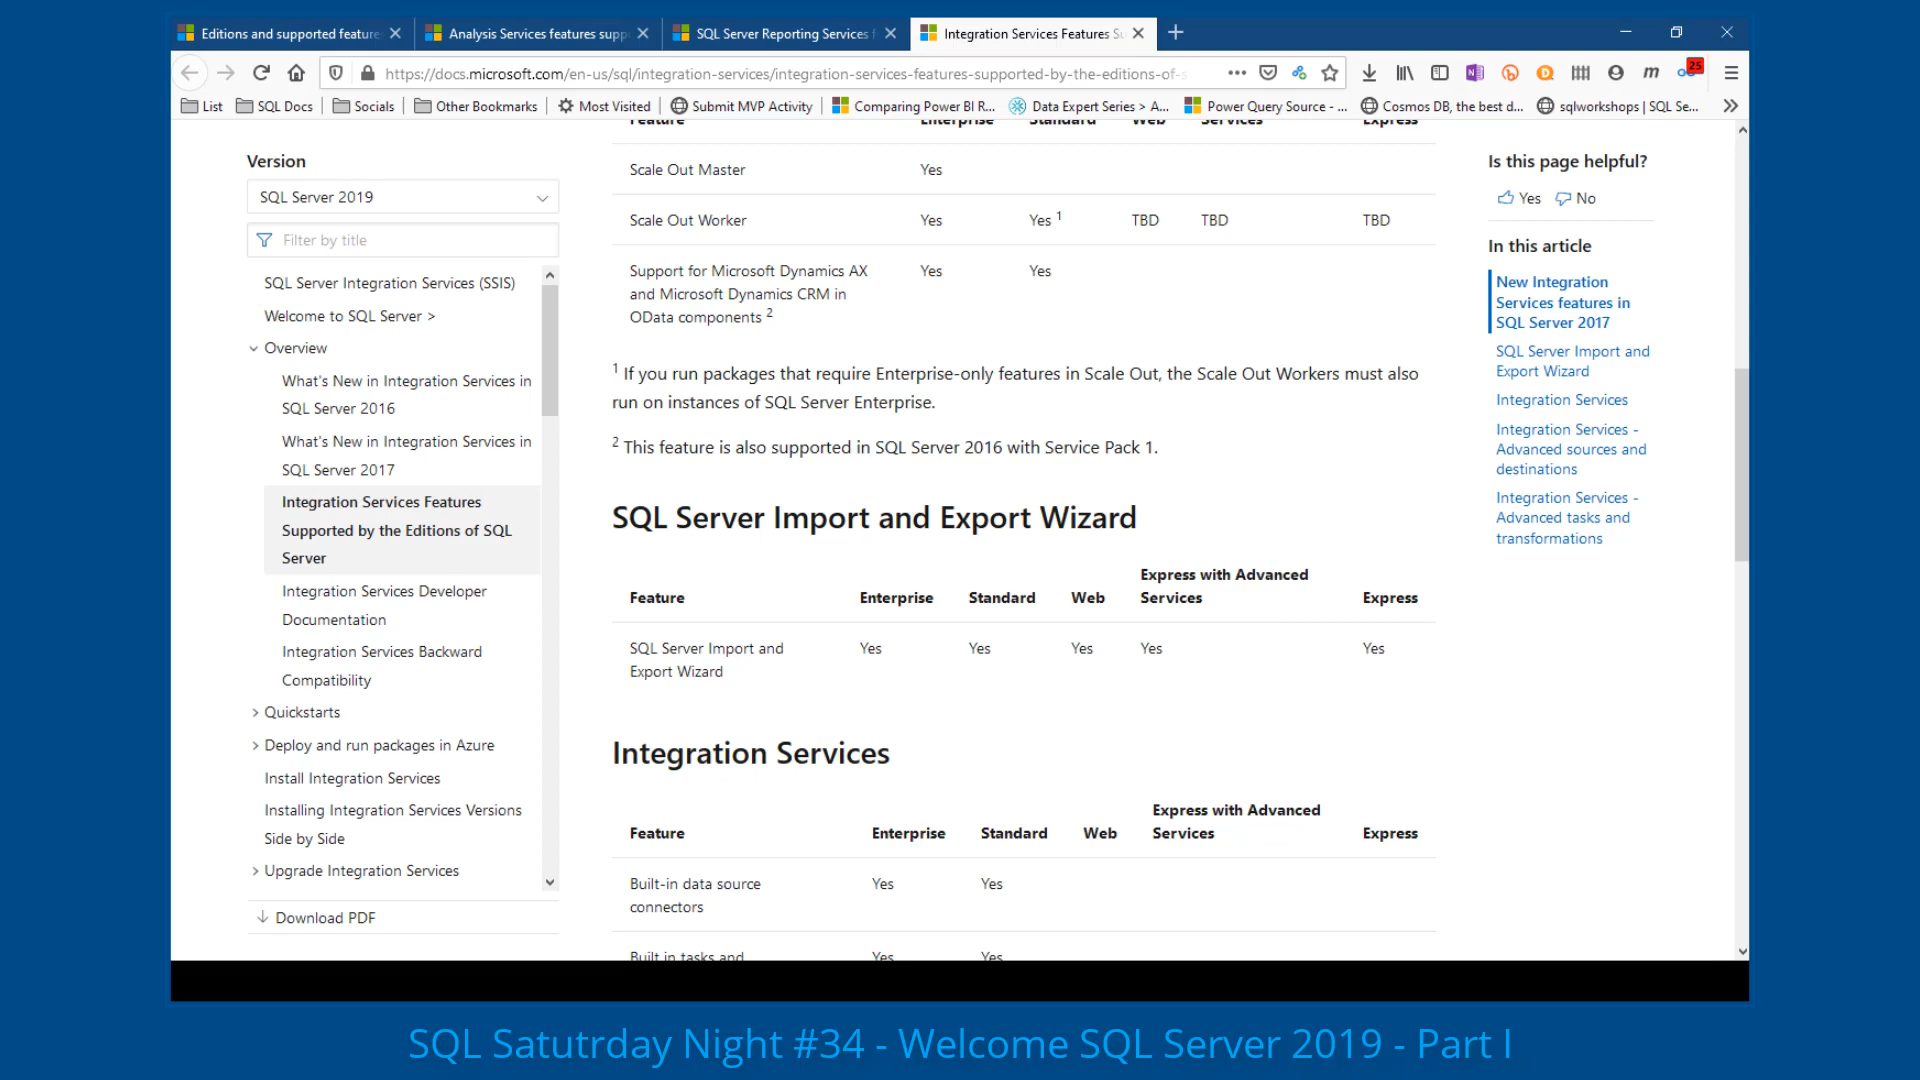 Editions and supported feature
Analysis Services features supp
SQL Server Reporting Services f
Integration Services Features Su
https://docs.microsoft.com/en-us/sql/integration-services/integration-services-features-supported-by-the-editions-of-s
25
List
SQL Docs
Socials
Other Bookmarks
Most Visited
Submit MVP Activity
Comparing Power BI R...
Data Expert Series > A...
Power Query Source - ...
Cosmos DB, the best d...
sqlworkshops | SQL Se...
Version
SQL Server 2019
Filter by title
SQL Server Integration Services (SSIS)
Welcome to SQL Server >
Overview
What's New in Integration Services in
SQL Server 2016
What's New in Integration Services in
SQL Server 2017
Integration Services Features
Supported by the Editions of SQL
Server
Integration Services Developer
Documentation
Integration Services Backward
Compatibility
Quickstarts
Deploy and run packages in Azure
Install Integration Services
Installing Integration Services Versions
Side by Side
Upgrade Integration Services
Download PDF
Feature Enterprise Standard Web Services Express
Scale Out Master Yes
Scale Out Worker Yes Yes 1 TBD TBD TBD
Support for Microsoft Dynamics AX Yes Yes
and Microsoft Dynamics CRM in
OData components 2
1 If you run packages that require Enterprise-only features in Scale Out, the Scale Out Workers must also
run on instances of SQL Server Enterprise.
2 This feature is also supported in SQL Server 2016 with Service Pack 1.
SQL Server Import and Export Wizard
Express with Advanced
Feature Enterprise Standard Web Services Express
SQL Server Import and Yes Yes Yes Yes Yes
Export Wizard
Integration Services
Express with Advanced
Feature Enterprise Standard Web Services Express
Built-in data source Yes Yes
connectors
Built in tasks and Yes Yes
Is this page helpful?
Yes No
In this article
New Integration
Services features in
SQL Server 2017
SQL Server Import and
Export Wizard
Integration Services
Integration Services -
Advanced sources and
destinations
Integration Services -
Advanced tasks and
transformations
SQL Satutrday Night #34 - Welcome SQL Server 2019 - Part I